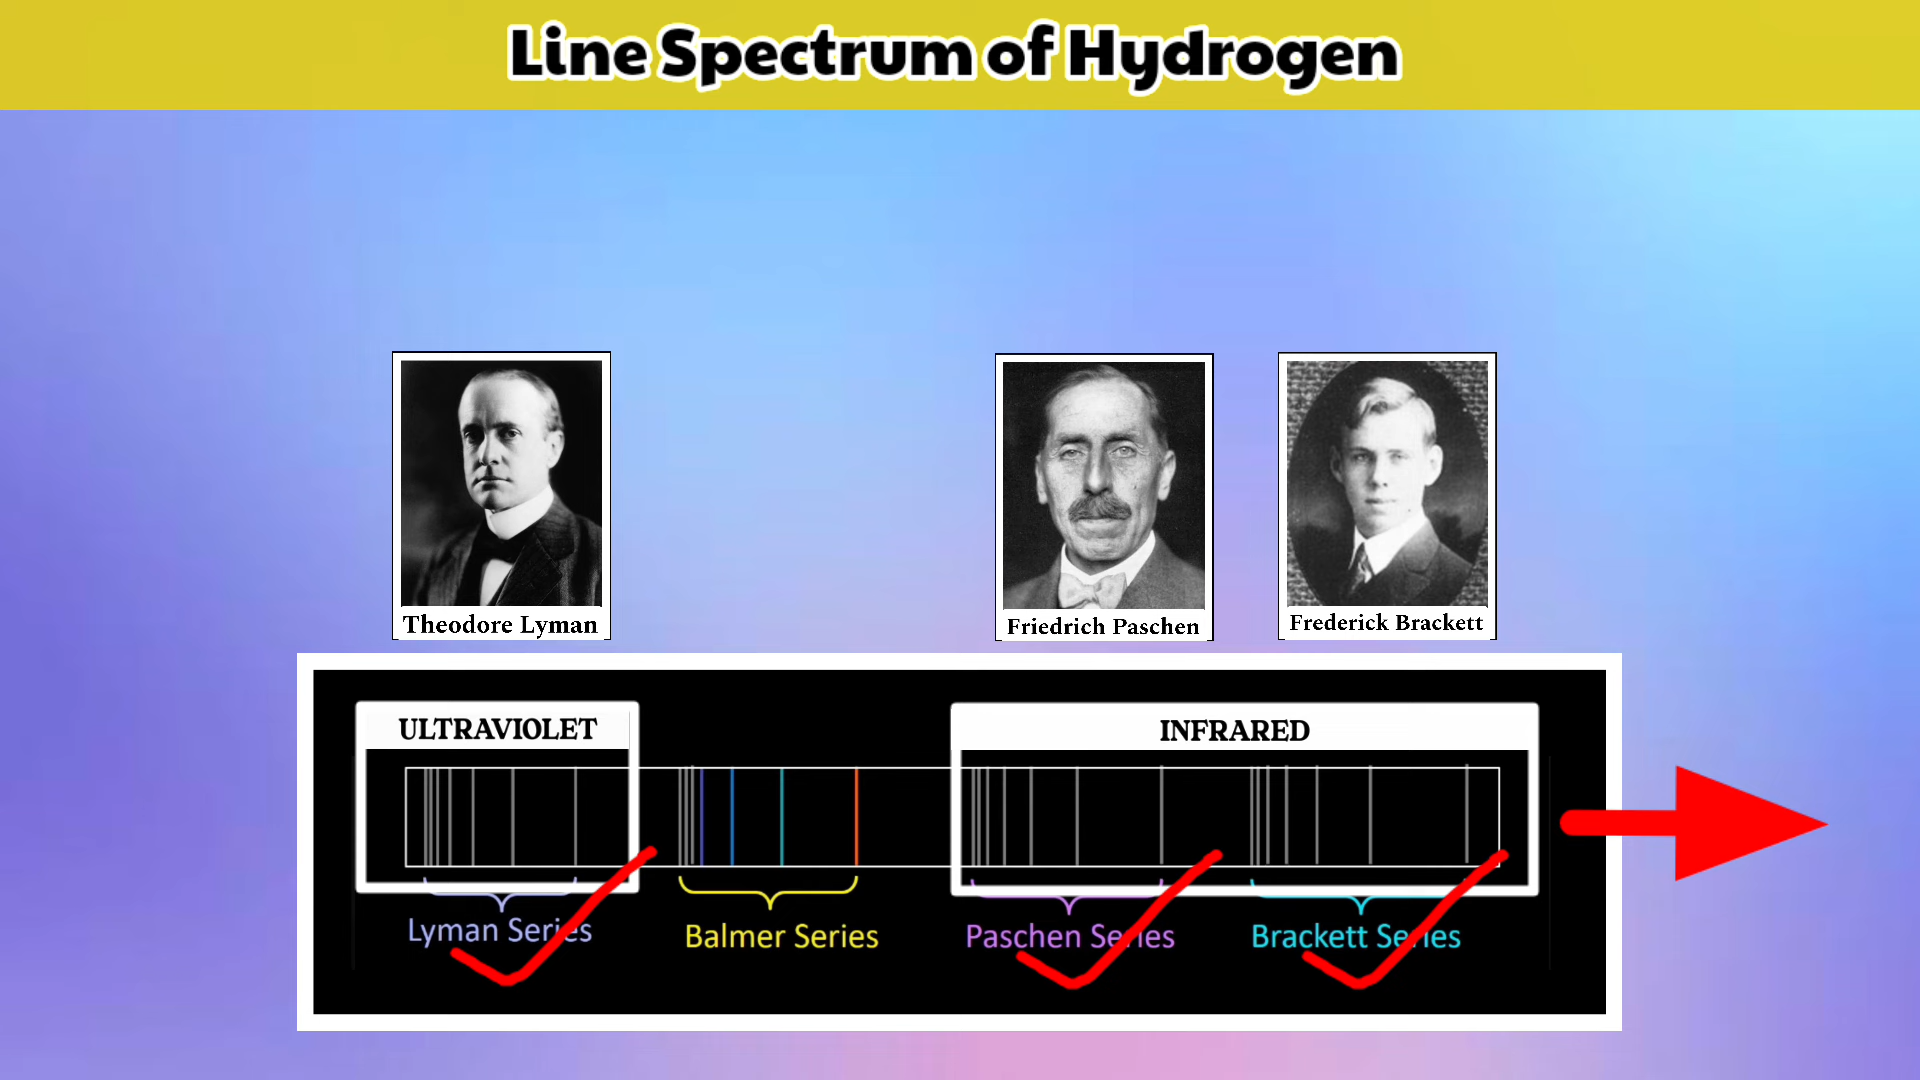 Line Spectrum of Hydrogen
Theodore Lyman
Friedrich Paschen
Frederick Brackett
ULTRAVIOLET
INFRARED
Lyman Series
Balmer Series
Paschen Series
Brackett Series